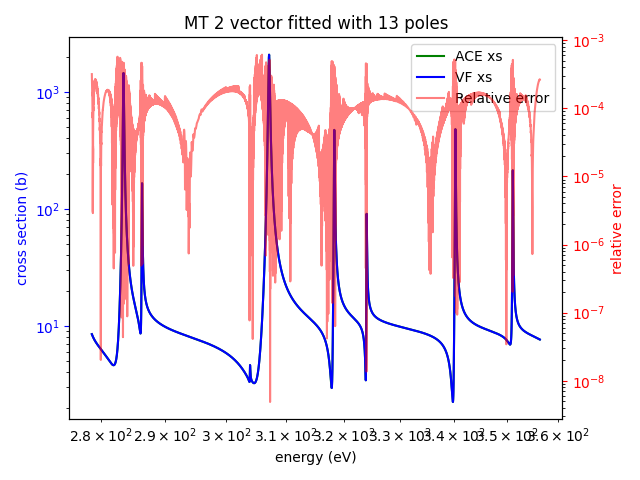 MT 2 vector fitted with 13 poles
ACE xs
VF xs
Relative error
10³
10²
10¹
cross section (b)
10⁻³
10⁻⁴
10⁻⁵
10⁻⁶
10⁻⁷
10⁻⁸
relative error
2.8 × 10² 2.9 × 10² 3 × 10² 3.1 × 10² 3.2 × 10² 3.3 × 10² 3.4 × 10² 3.5 × 10² 3.6 × 10²
energy (eV)